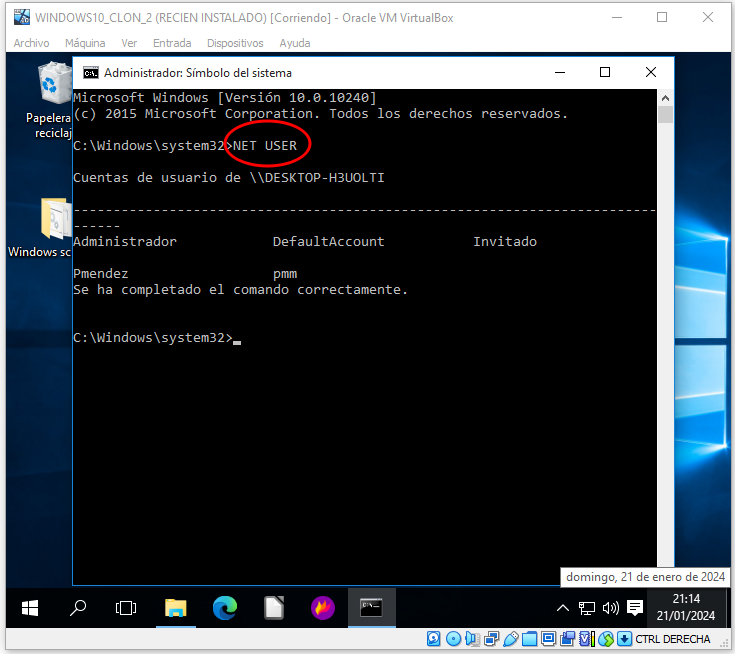 WINDOWS10_CLON_2 (RECIEN INSTALADO) [Corriendo] - Oracle VM VirtualBox
Archivo Máquina Ver Entrada Dispositivos Ayuda
Papelera
reciclaj
Windows sc
Administrador: Símbolo del sistema
Microsoft Windows [Versión 10.0.10240]
(c) 2015 Microsoft Corporation. Todos los derechos reservados.
C:\Windows\system32>NET USER
Cuentas de usuario de \\DESKTOP-H3UOLTI
-------------------------------------------------------------------------
------
Administrador DefaultAccount Invitado
Pmendez pmm
Se ha completado el comando correctamente.
C:\Windows\system32>_
domingo, 21 de enero de 2024
21:14
21/01/2024
CTRL DERECHA